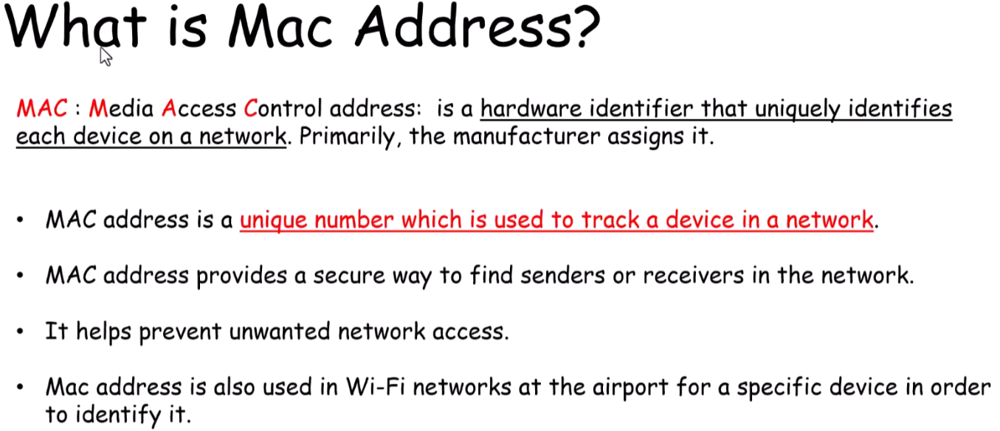 What is Mac Address?
MAC : Media Access Control address:  is a hardware identifier that uniquely identifies
each device on a network. Primarily, the manufacturer assigns it.
• MAC address is a unique number which is used to track a device in a network.
• MAC address provides a secure way to find senders or receivers in the network.
• It helps prevent unwanted network access.
• Mac address is also used in Wi-Fi networks at the airport for a specific device in order
to identify it.